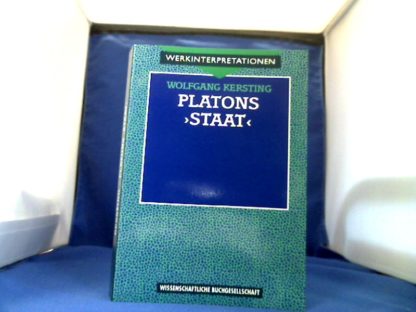 WERKINTERPRETATIONEN
WOLFGANG KERSTING
PLATONS
›STAAT‹
WISSENSCHAFTLICHE BUCHGESELLSCHAFT